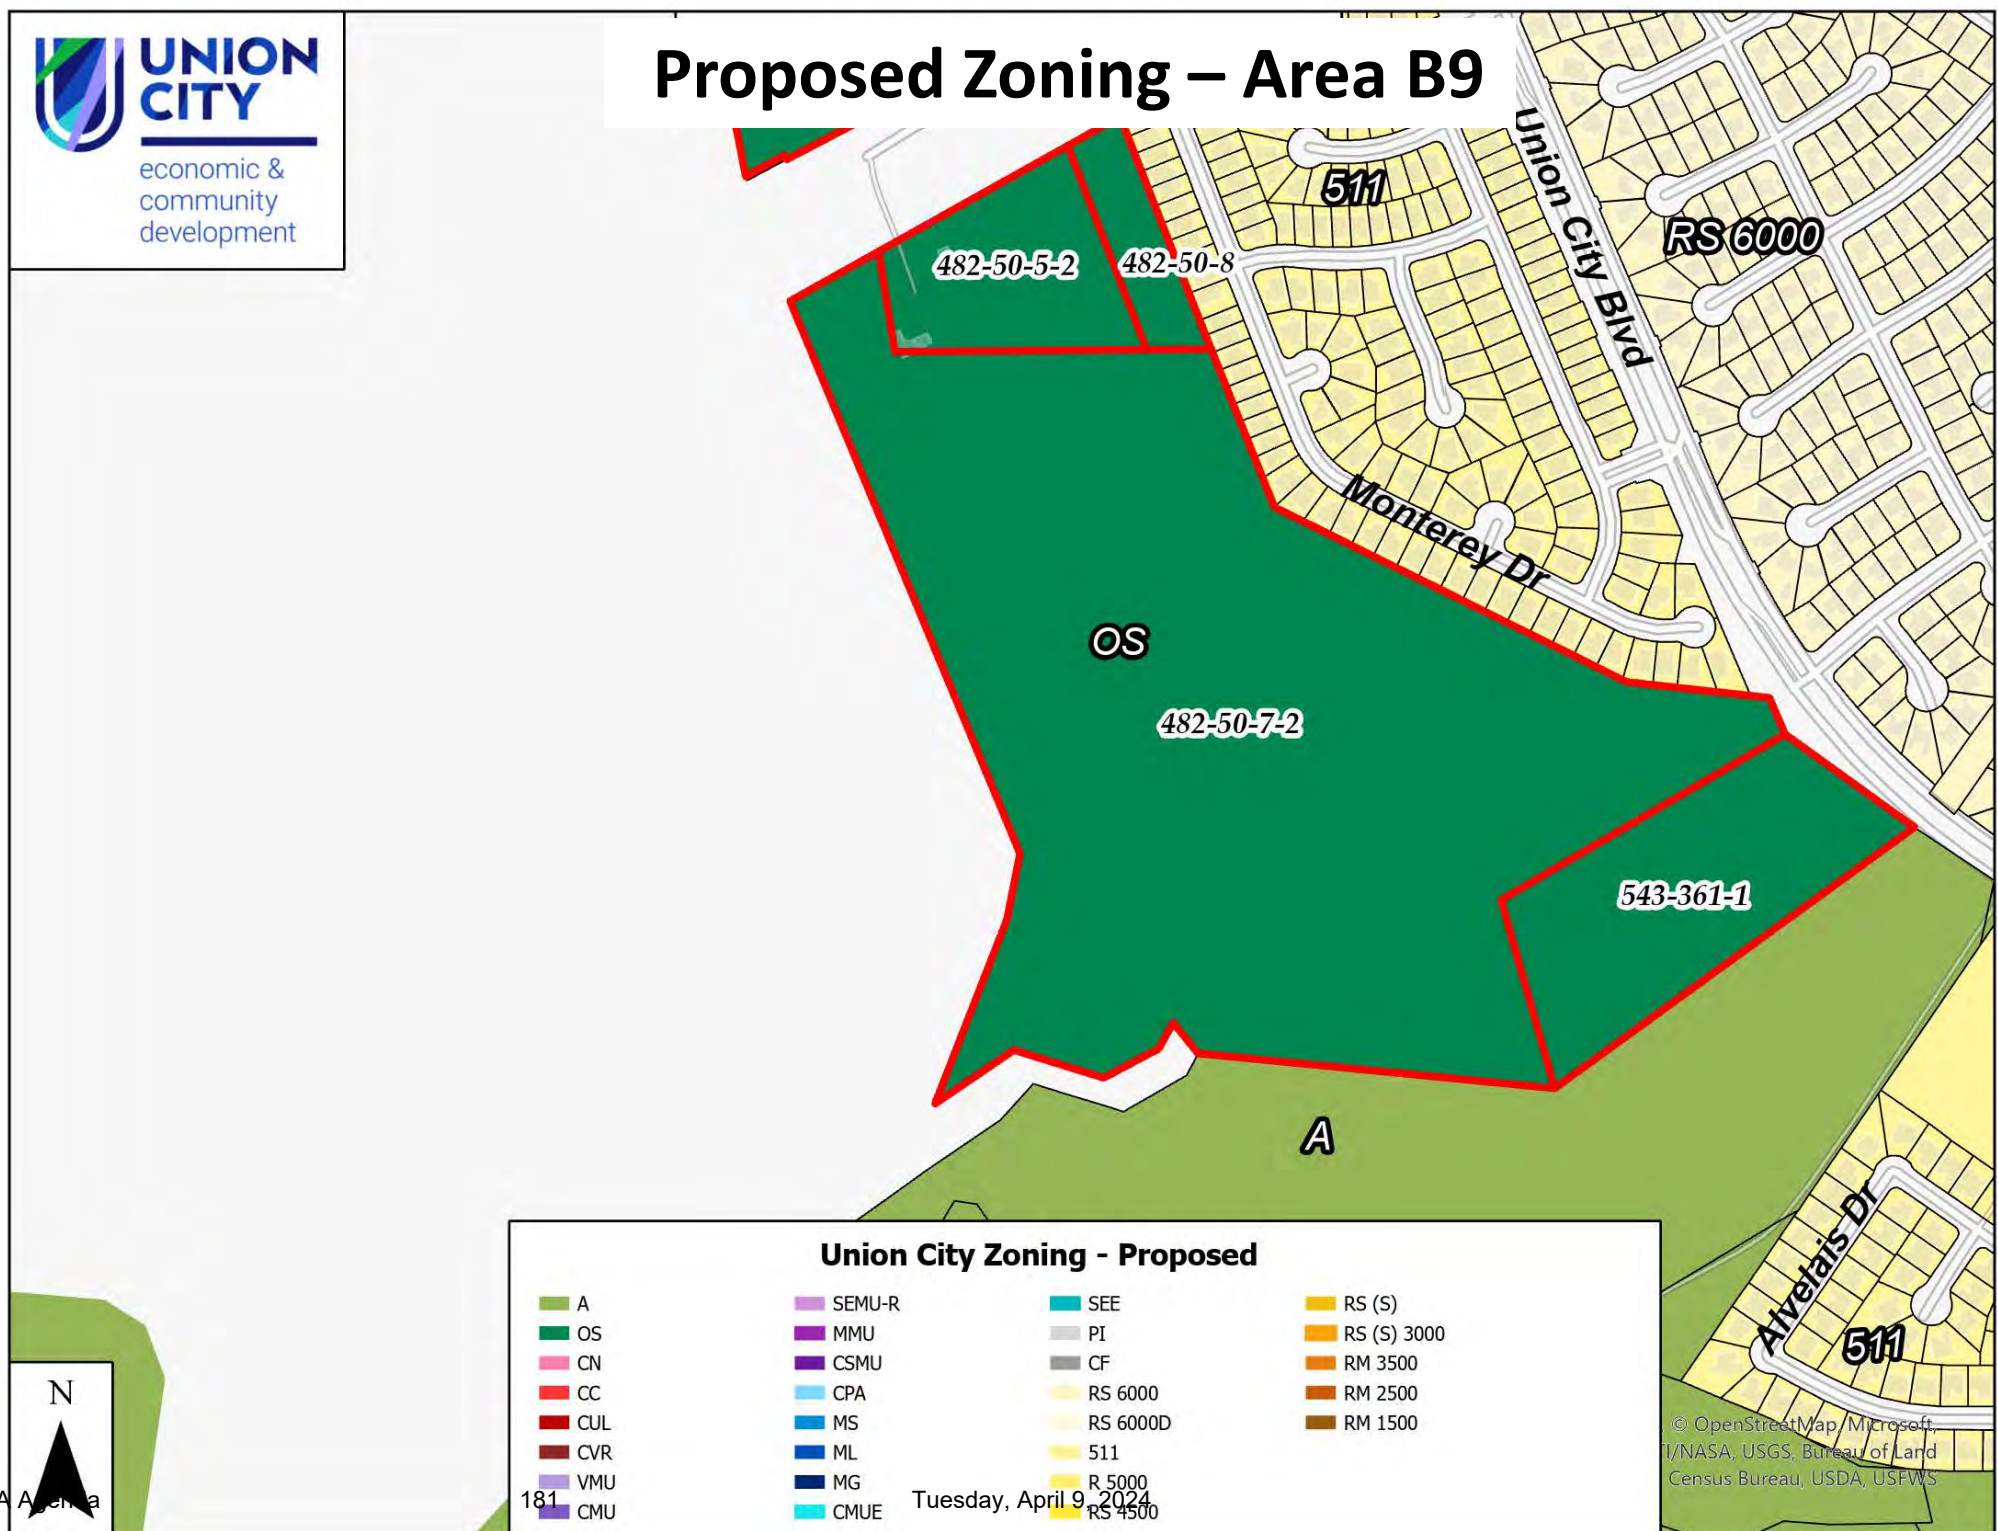 UNION
CITY
economic &
community
development
Proposed Zoning – Area B9
511
Union City Blvd
RS 6000
482-50-5-2
482-50-8
Monterey Dr
OS
482-50-7-2
543-361-1
A
Alvelais Dr
511
N
Union City Zoning - Proposed
A
OS
CN
CC
CUL
CVR
VMU
CMU
SEMU-R
MMU
CSMU
CPA
MS
ML
MG
CMUE
SEE
PI
CF
RS 6000
RS 6000D
511
R 5000
RS 4500
RS (S)
RS (S) 3000
RM 3500
RM 2500
RM 1500
© OpenStreetMap, Microsoft,
I/NASA, USGS, Bureau of Land
Census Bureau, USDA, USFWS
A Agenda
181
Tuesday, April 9, 2024